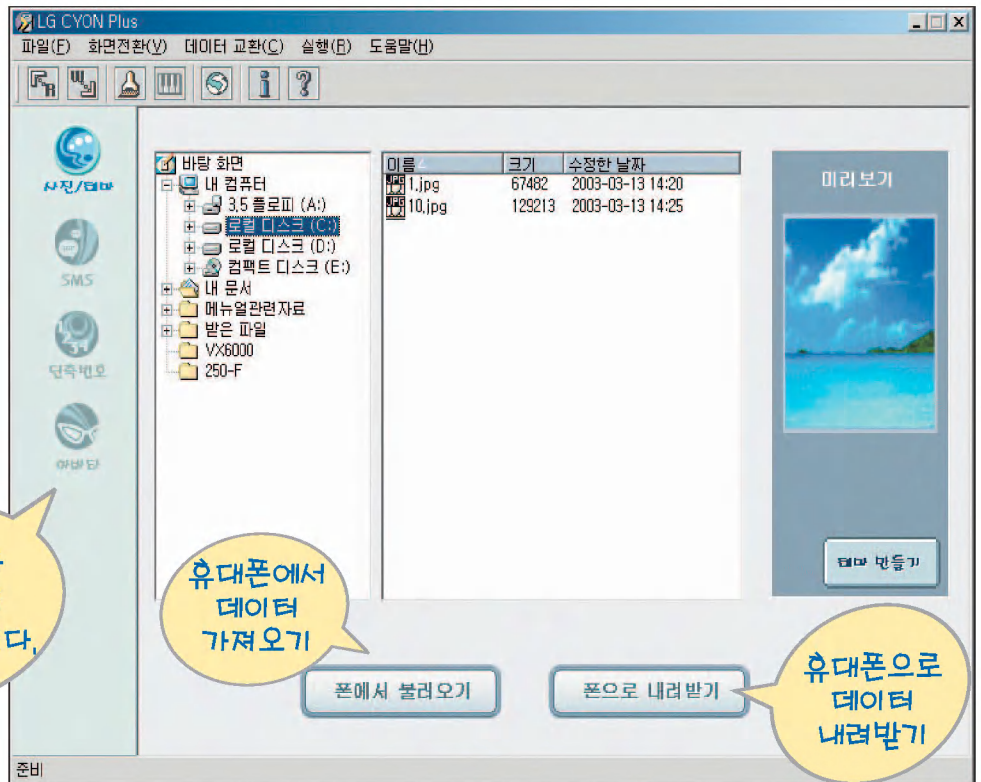 LG CYON Plus
파일(F) 화면전환(V) 데이터 교환(C) 실행(R) 도움말(H)
사진/테마
SMS
단축번호
아바타
바탕 화면
내 컴퓨터
3,5 플로피 (A:)
로컬 디스크 (C:)
로컬 디스크 (D:)
컴팩트 디스크 (E:)
내 문서
메뉴얼관련자료
받은 파일
VX6000
250-F
이름 크기 수정한 날짜
1.jpg 67482 2003-03-13 14:20
10.jpg 129213 2003-03-13 14:25
미리보기
테마 만들기
다,
휴대폰에서
데이터
가져오기
폰에서 불러오기
폰으로 내려받기
휴대폰으로
데이터
내려받기
준비